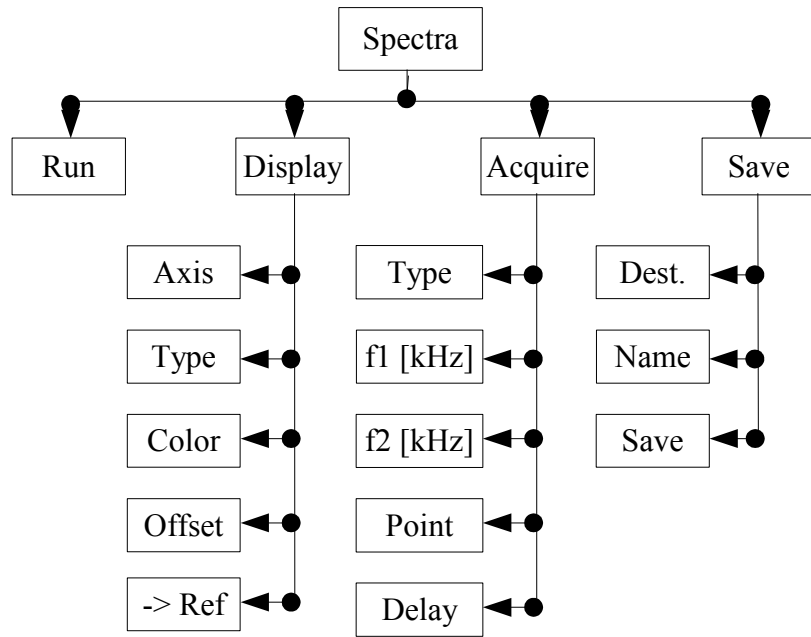 Spectra
Run
Display
Acquire
Save
Axis
Type
Color
Offset
-> Ref
Type
f1 [kHz]
f2 [kHz]
Point
Delay
Dest.
Name
Save